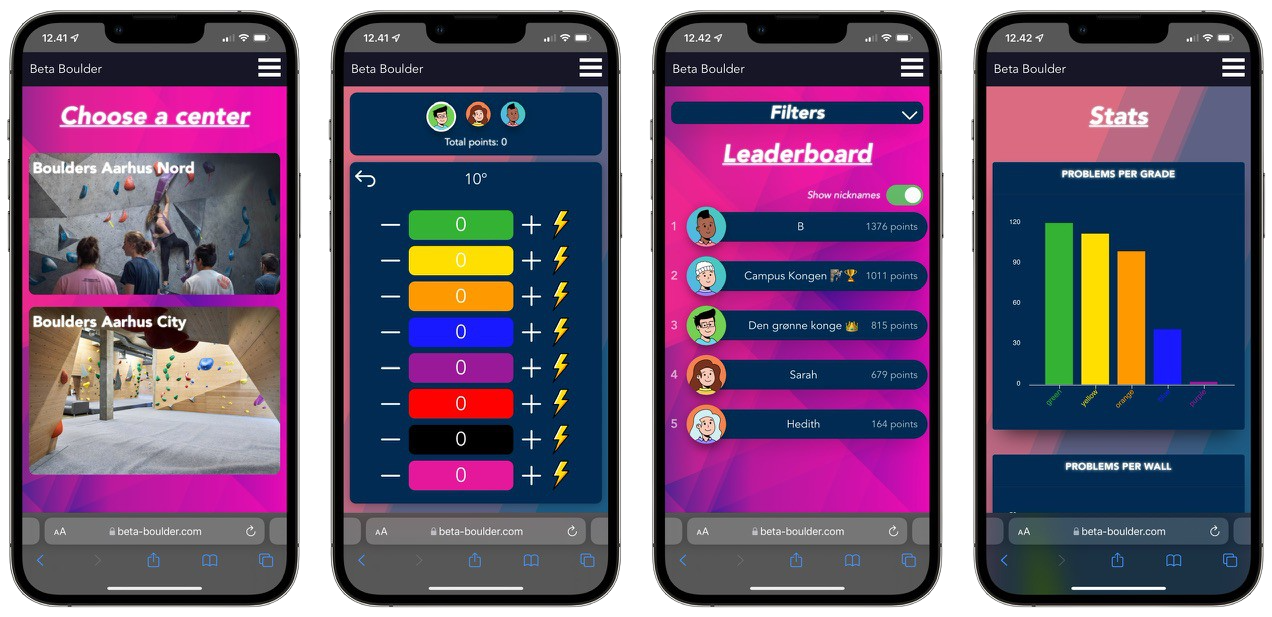 12.41
Beta Boulder
Choose a center
Boulders Aarhus Nord
Boulders Aarhus City
AA
beta-boulder.com
12.41
Beta Boulder
Total points: 0
10°
0
0
0
0
0
0
0
0
AA
beta-boulder.com
12.42
Beta Boulder
Filters
Leaderboard
Show nicknames
1 B 1376 points
2 Campus Kongen 🧗🏆 1011 points
3 Den grønne konge 👑 815 points
4 Sarah 679 points
5 Hedith 164 points
AA
beta-boulder.com
12.42
Beta Boulder
Stats
PROBLEMS PER GRADE
120
90
60
30
0
green yellow orange blue purple
PROBLEMS PER WALL
AA
beta-boulder.com